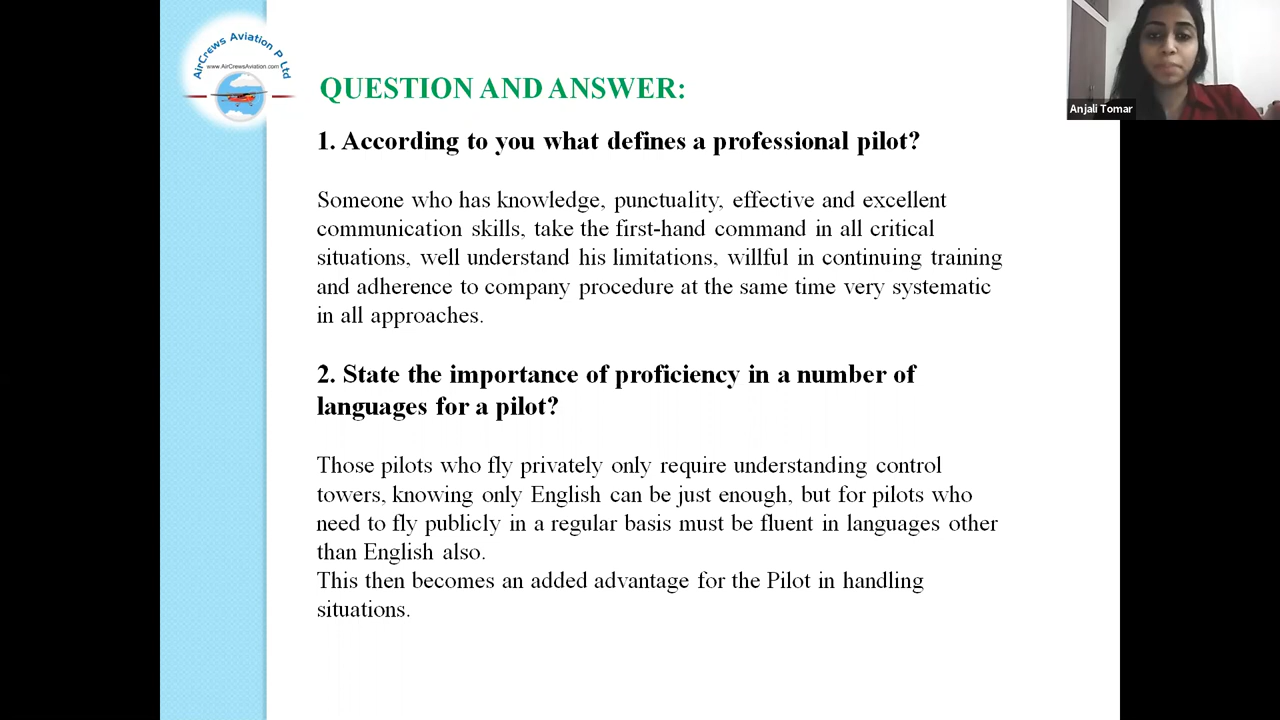 AirCrews Aviation P Ltd
www.AirCrewsAviation.com
Anjali Tomar
QUESTION AND ANSWER:
1. According to you what defines a professional pilot?
Someone who has knowledge, punctuality, effective and excellent
communication skills, take the first-hand command in all critical
situations, well understand his limitations, willful in continuing training
and adherence to company procedure at the same time very systematic
in all approaches.
2. State the importance of proficiency in a number of
languages for a pilot?
Those pilots who fly privately only require understanding control
towers, knowing only English can be just enough, but for pilots who
need to fly publicly in a regular basis must be fluent in languages other
than English also.
This then becomes an added advantage for the Pilot in handling
situations.